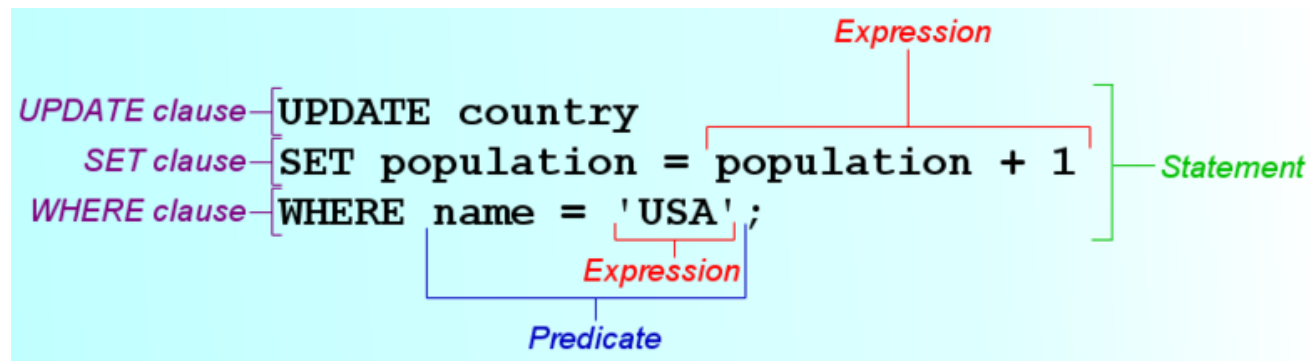 Expression
UPDATE clause UPDATE country
SET clause SET population = population + 1 Statement
WHERE clause WHERE name = 'USA';
Expression
Predicate